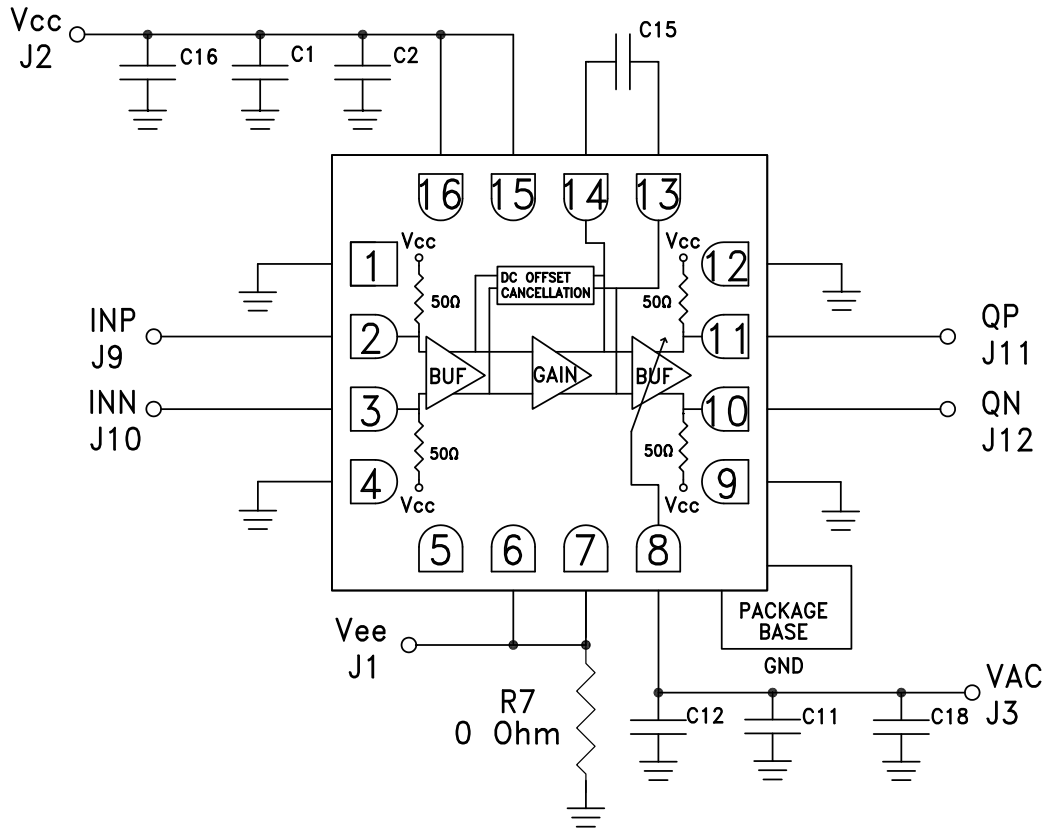 Vcc
J2
C16
C1
C2
C15
16
15
14
13
1
Vcc
50Ω
DC OFFSET
CANCELLATION
Vcc
50Ω
12
INP
J9
2
11
QP
J11
BUF
GAIN
BUF
INN
J10
3
10
QN
J12
50Ω
50Ω
4
Vcc
Vcc
9
5
6
7
8
PACKAGE
BASE
GND
Vee
J1
R7
0 Ohm
C12
C11
C18
VAC
J3